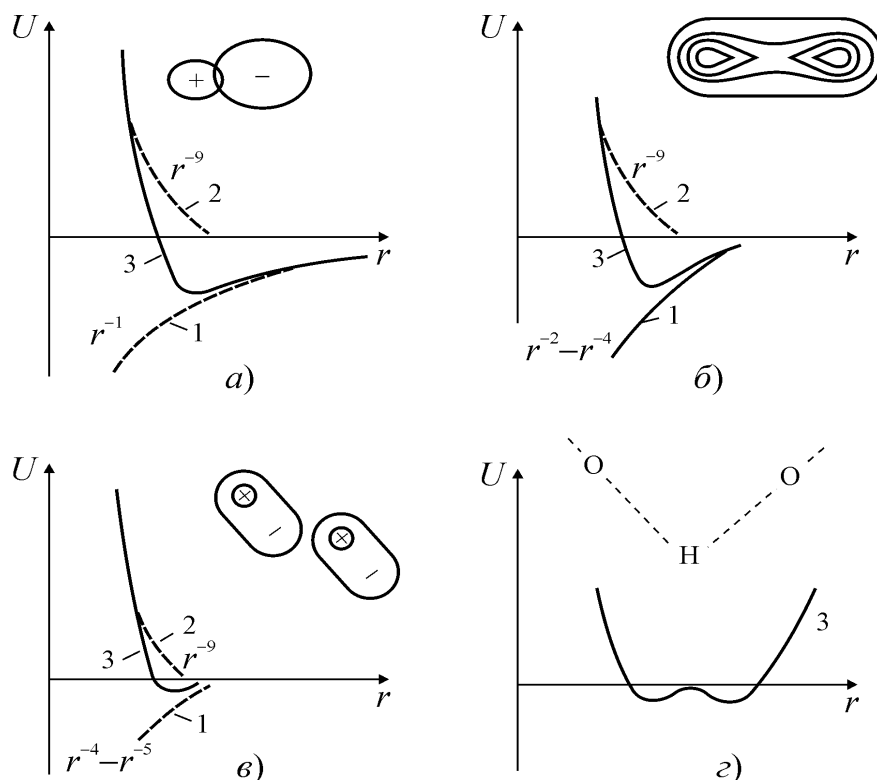 U
+
−
r⁻⁹
2
3
r
r⁻¹
1
а)
U
r⁻⁹
2
3
r
1
r⁻²−r⁻⁴
б)
U
+
−
+
−
2
3
r⁻⁹
r
1
r⁻⁴−r⁻⁵
в)
O
O
U
H
3
r
г)